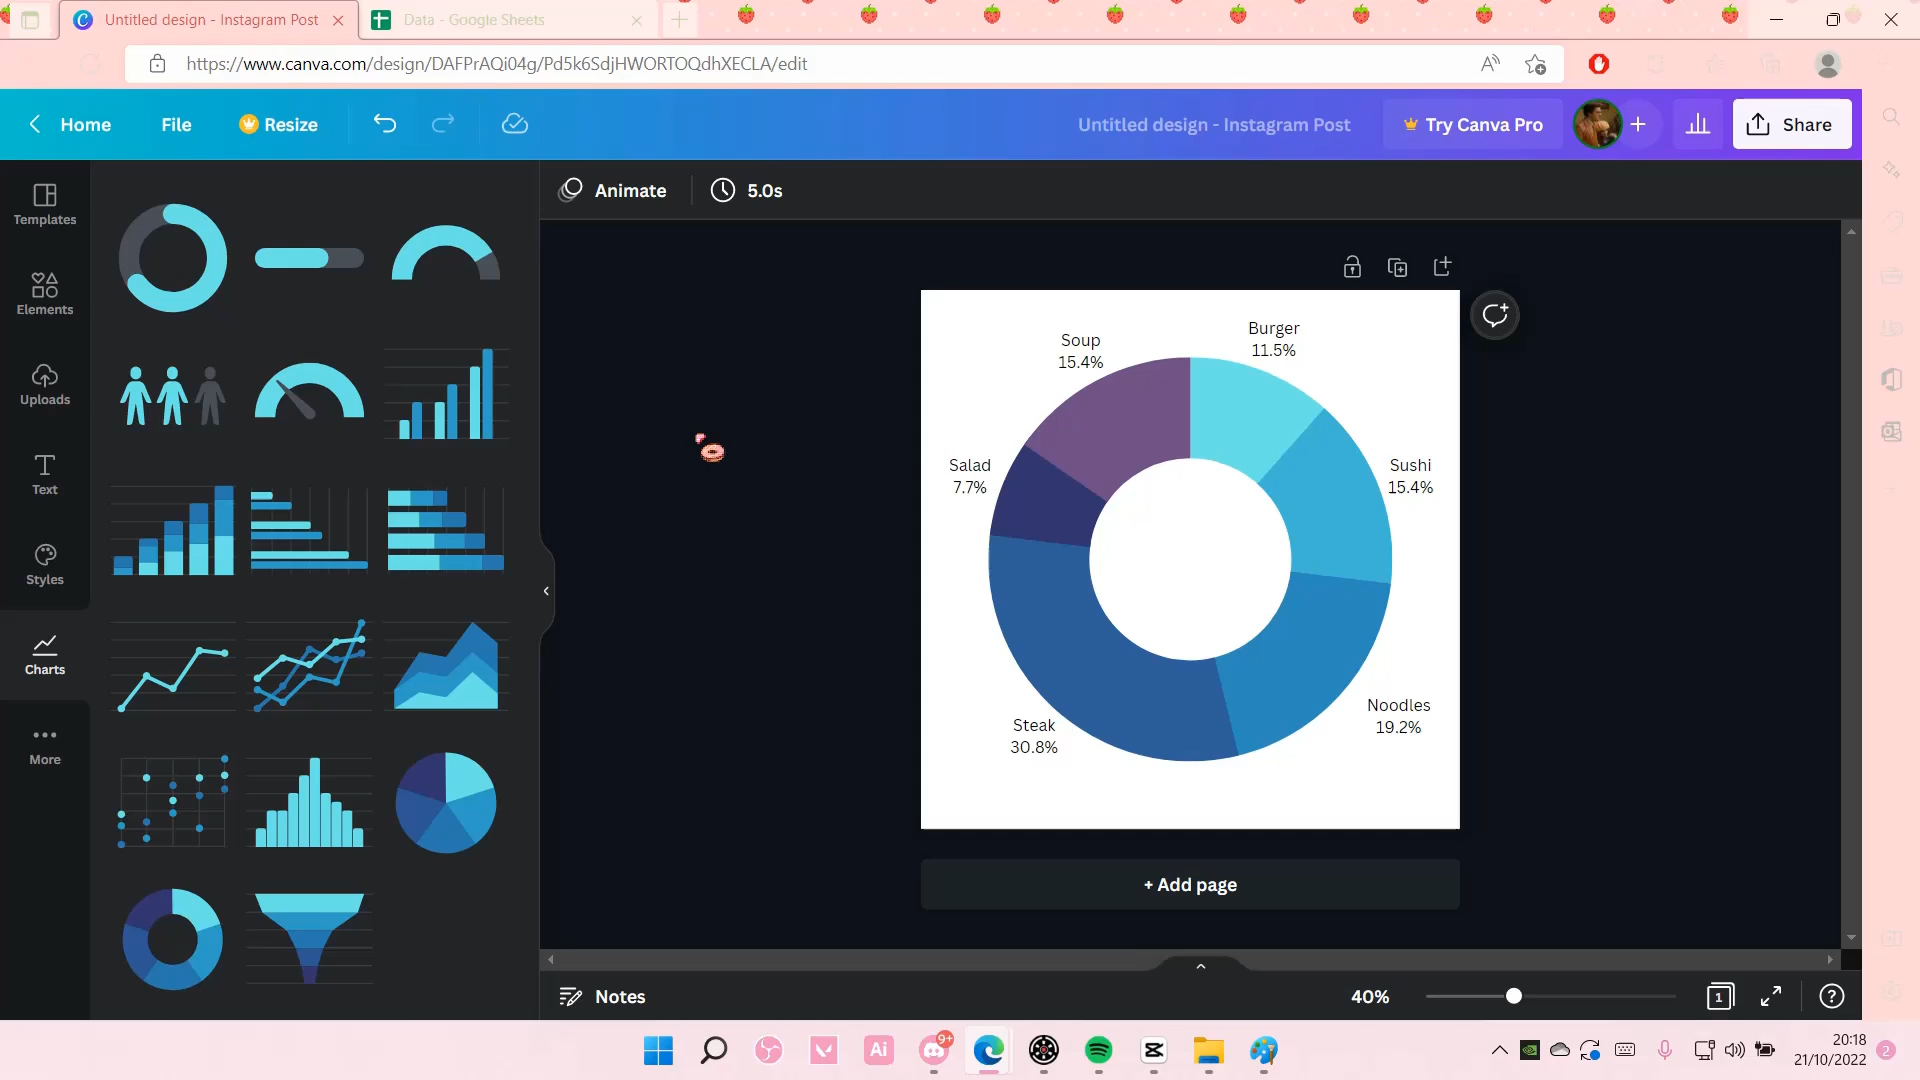 Untitled design - Instagram Post
Data - Google Sheets
https://www.canva.com/design/DAFPrAQi04g/Pd5k6SdjHWORTOQdhXECLA/edit
Home
File
Resize
Untitled design - Instagram Post
Try Canva Pro
Share
Templates
Elements
Uploads
Text
Styles
Charts
More
Animate
5.0s
Burger
11.5%
Soup
15.4%
Sushi
15.4%
Salad
7.7%
Noodles
19.2%
Steak
30.8%
+ Add page
Notes
40%
1
Ai
9+
20:18
21/10/2022
2